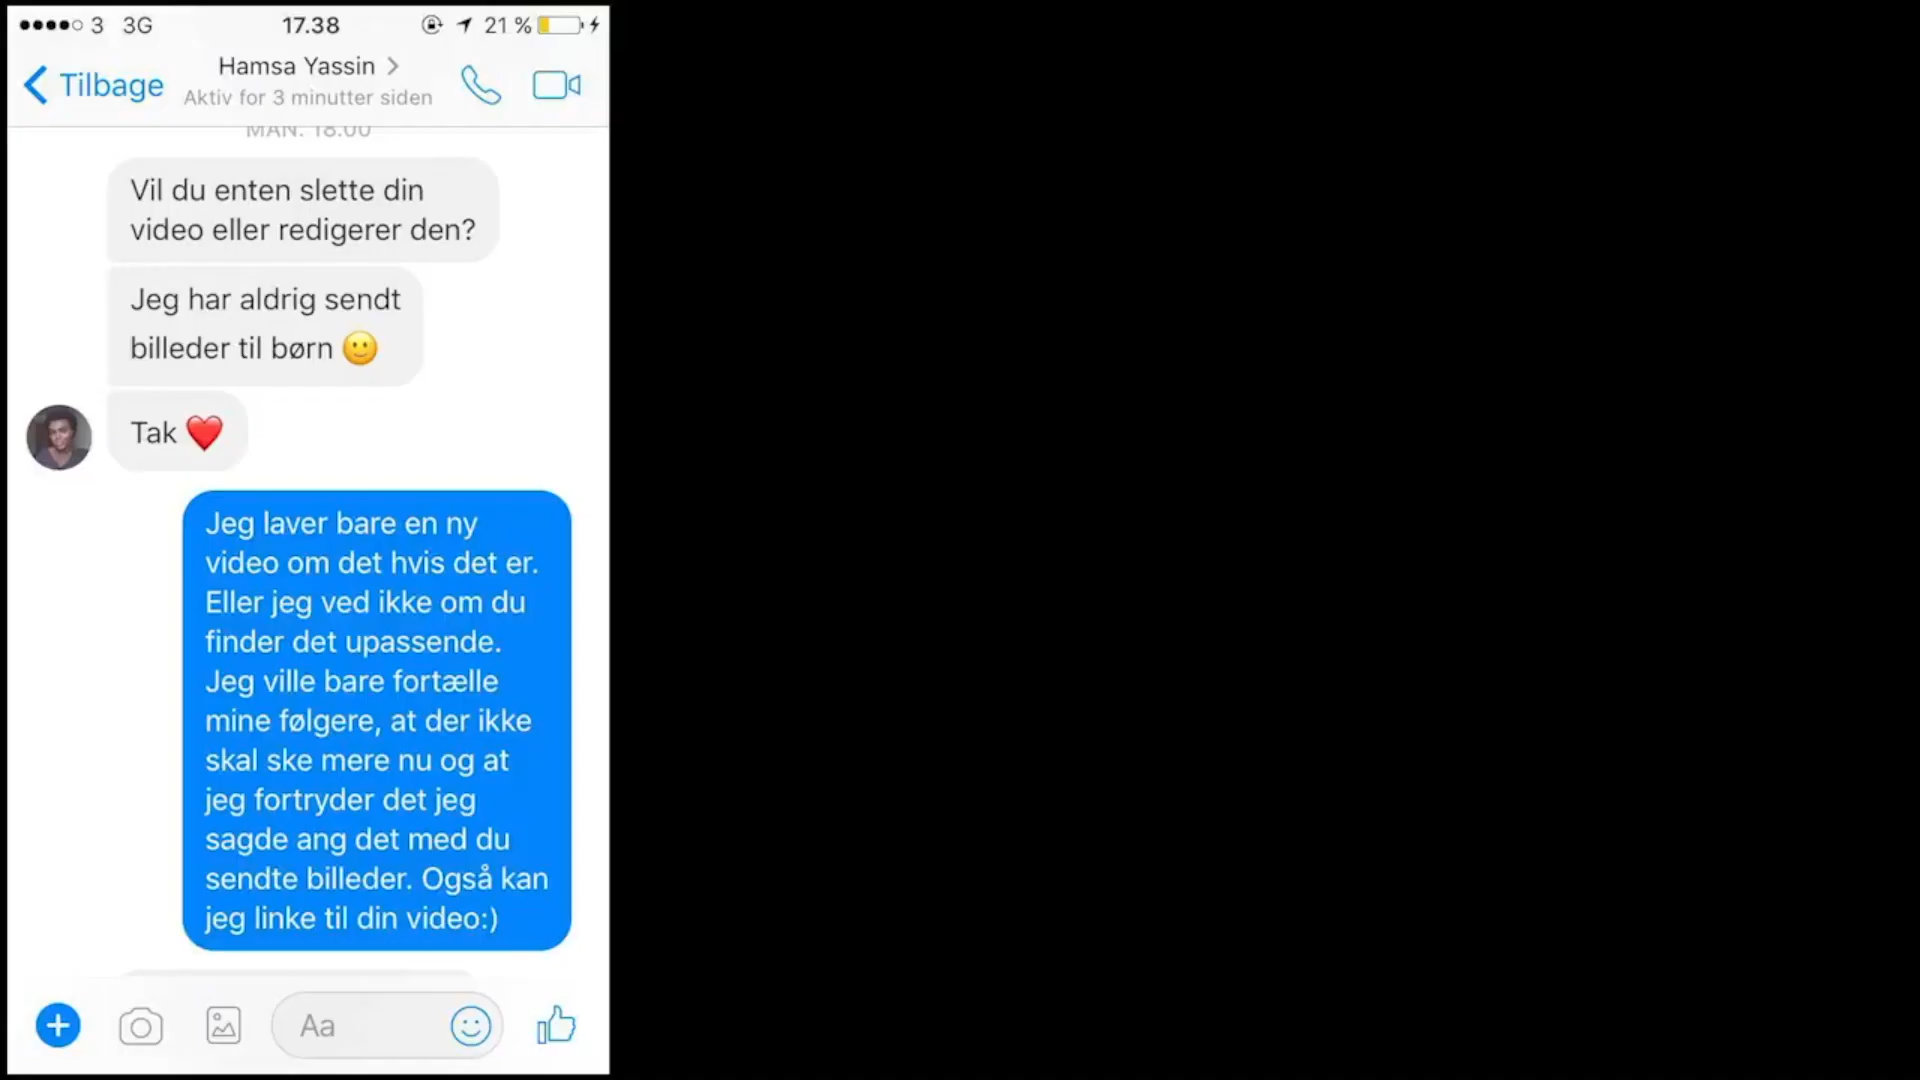 3 3G 17.38 21 %
Hamsa Yassin
Tilbage
Aktiv for 3 minutter siden
MAN. 18.00
Vil du enten slette din
video eller redigerer den?
Jeg har aldrig sendt
billeder til børn 🙂
Tak ❤️
Jeg laver bare en ny
video om det hvis det er.
Eller jeg ved ikke om du
finder det upassende.
Jeg ville bare fortælle
mine følgere, at der ikke
skal ske mere nu og at
jeg fortryder det jeg
sagde ang det med du
sendte billeder. Også kan
jeg linke til din video:)
Aa